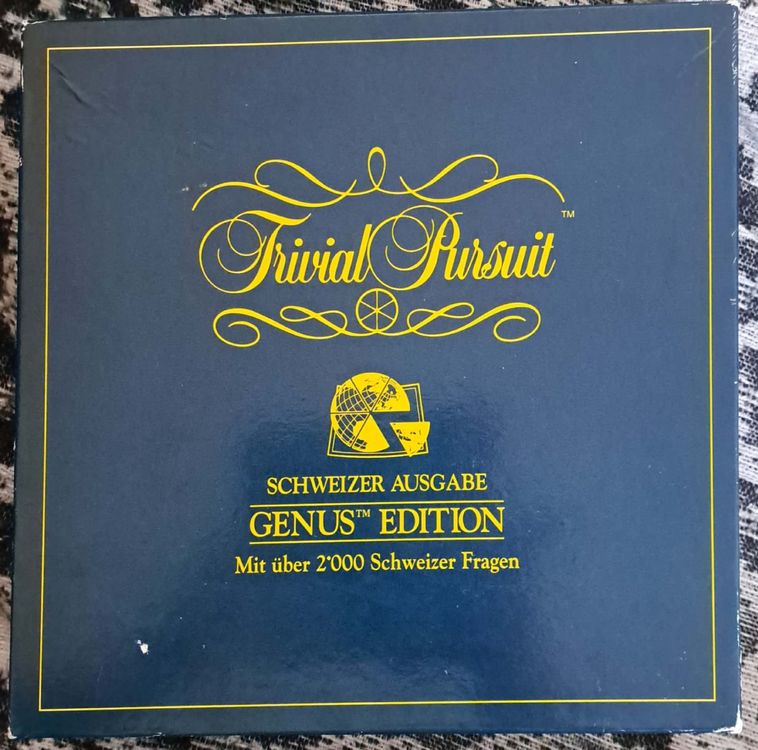 Trivial Pursuit™
SCHWEIZER AUSGABE
GENUS™ EDITION
Mit über 2'000 Schweizer Fragen